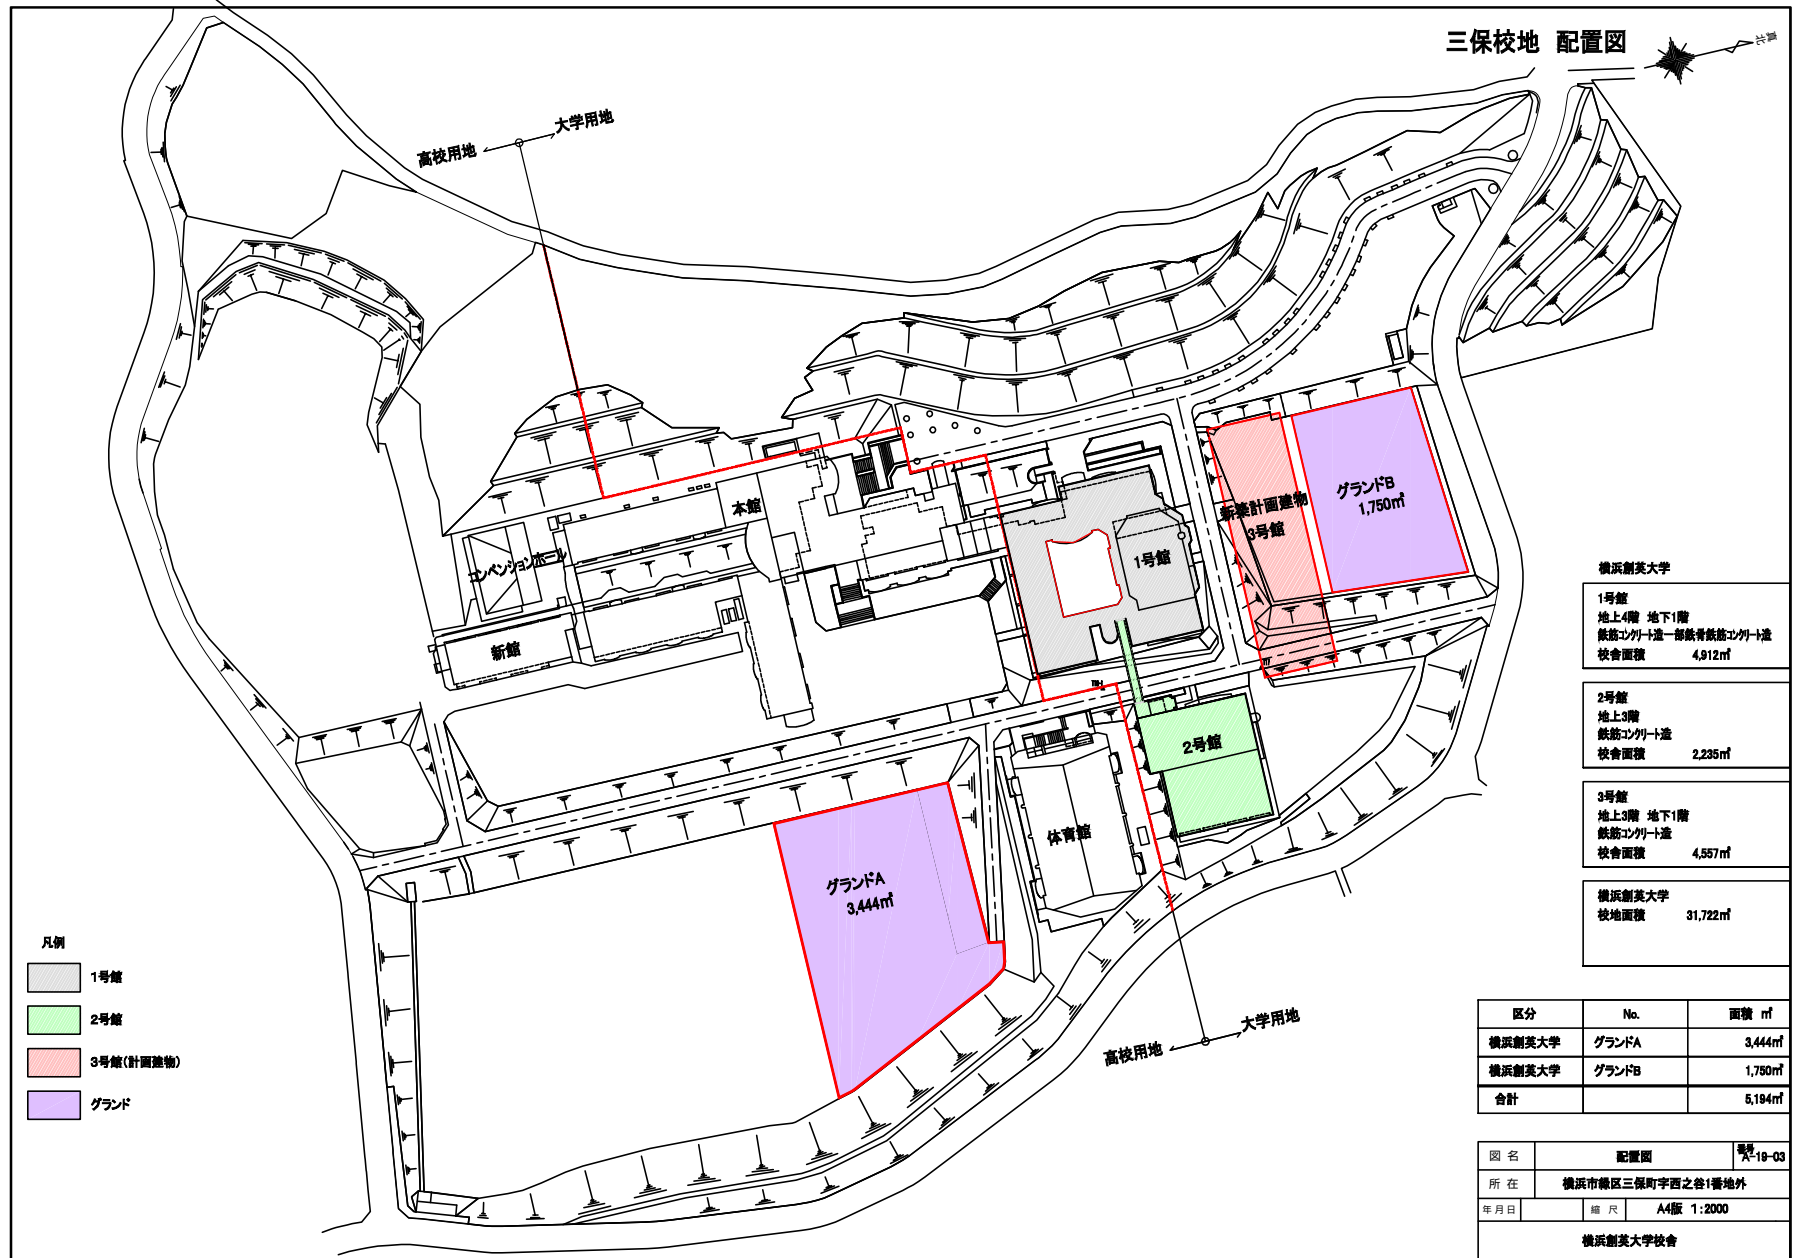 三保校地 配置図
真北
大学用地
高校用地
本館
コンベンションホール
新館
1号館
新築計画建物
3号館
グランドB
1,750㎡
2号館
体育館
グランドA
3,444㎡
大学用地
高校用地
凡例
1号館
2号館
3号館(計画建物)
グランド
横浜創英大学
1号館
地上4階 地下1階
鉄筋コンクリート造一部鉄骨鉄筋コンクリート造
校舎面積 4,912㎡
2号館
地上3階
鉄筋コンクリート造
校舎面積 2,235㎡
3号館
地上3階 地下1階
鉄筋コンクリート造
校舎面積 4,557㎡
横浜創英大学
校地面積 31,722㎡
区分 No. 面積 ㎡
横浜創英大学 グランドA 3,444㎡
横浜創英大学 グランドB 1,750㎡
合計 5,194㎡
図名 配置図 番号 A-19-03
所在 横浜市緑区三保町字西之谷1番地外
年月日 縮尺 A4版 1:2000
横浜創英大学校舎